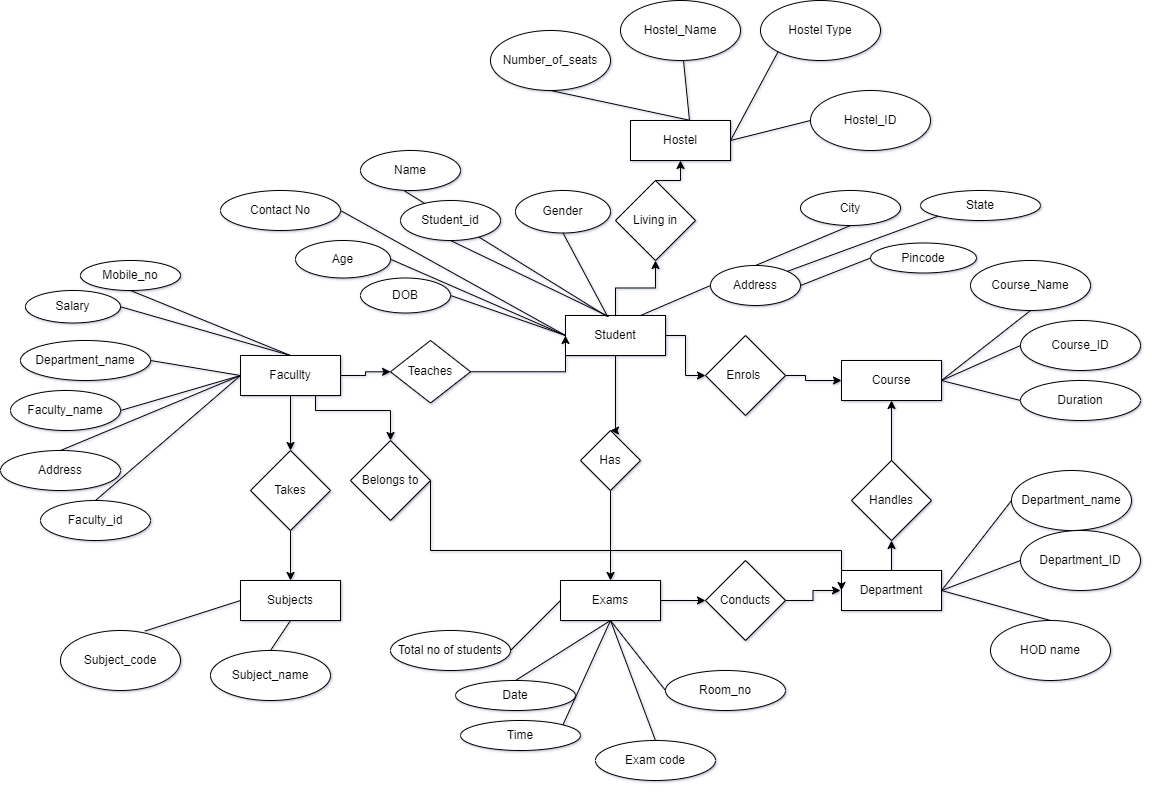 Hostel_Name
Hostel Type
Number_of_seats
Hostel_ID
Hostel
Name
Contact No
Student_id
Gender
Living in
City
State
Age
Pincode
Mobile_no
DOB
Address
Course_Name
Salary
Student
Course_ID
Department_name
Facullty
Teaches
Enrols
Course
Duration
Faculty_name
Address
Has
Belongs to
Takes
Handles
Department_name
Faculty_id
Department_ID
Subjects
Exams
Conducts
Department
Total no of students
HOD name
Subject_code
Subject_name
Date
Room_no
Time
Exam code